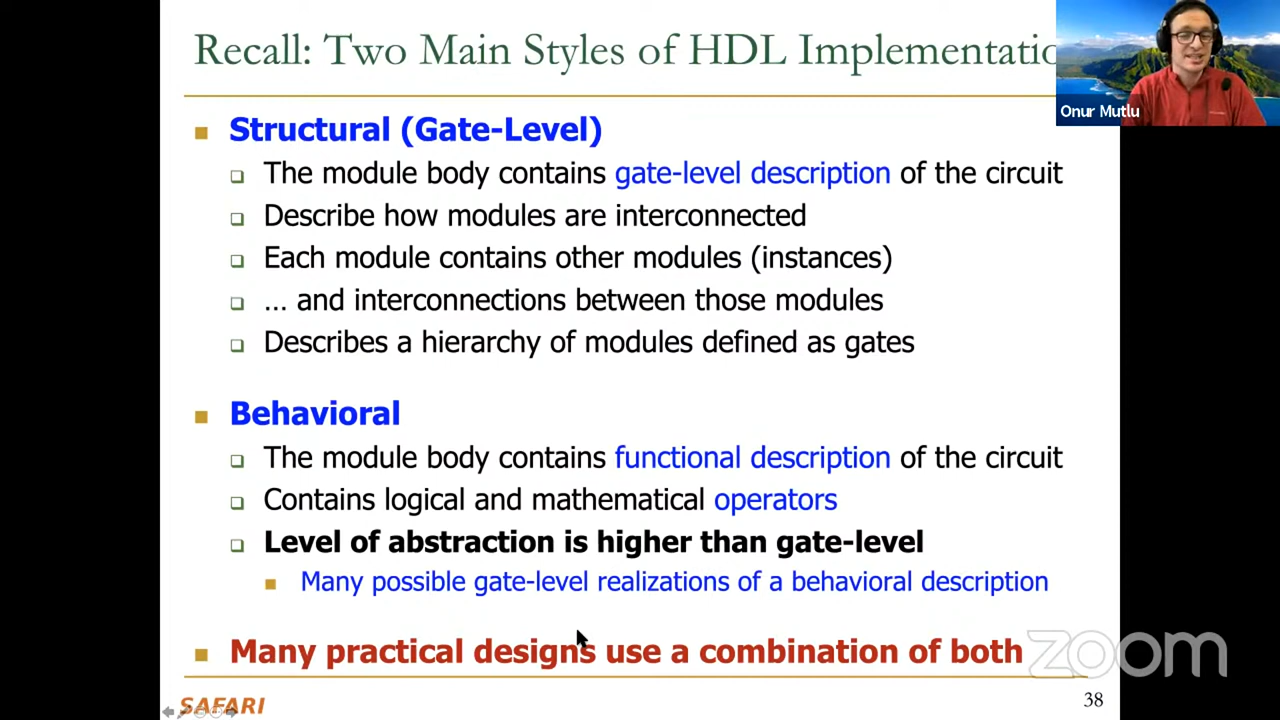 Recall: Two Main Styles of HDL Implementatio
Onur Mutlu
Structural (Gate-Level)
The module body contains gate-level description of the circuit
Describe how modules are interconnected
Each module contains other modules (instances)
… and interconnections between those modules
Describes a hierarchy of modules defined as gates
Behavioral
The module body contains functional description of the circuit
Contains logical and mathematical operators
Level of abstraction is higher than gate-level
Many possible gate-level realizations of a behavioral description
Many practical designs use a combination of both
zoom
SAFARI
38